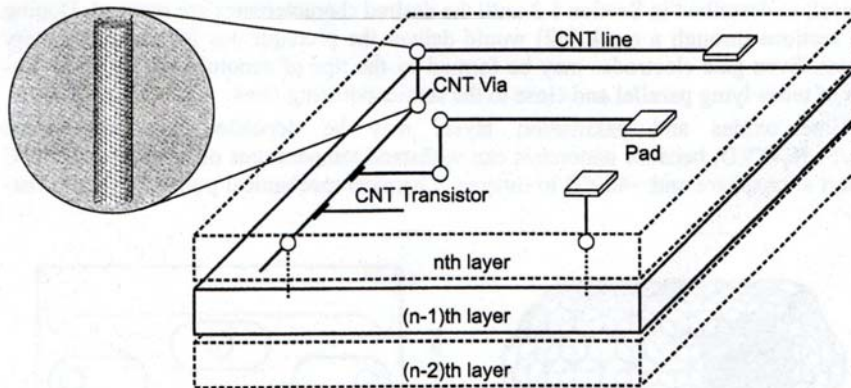 CNT line
CNT Via
Pad
CNT Transistor
nth layer
(n-1)th layer
(n-2)th layer